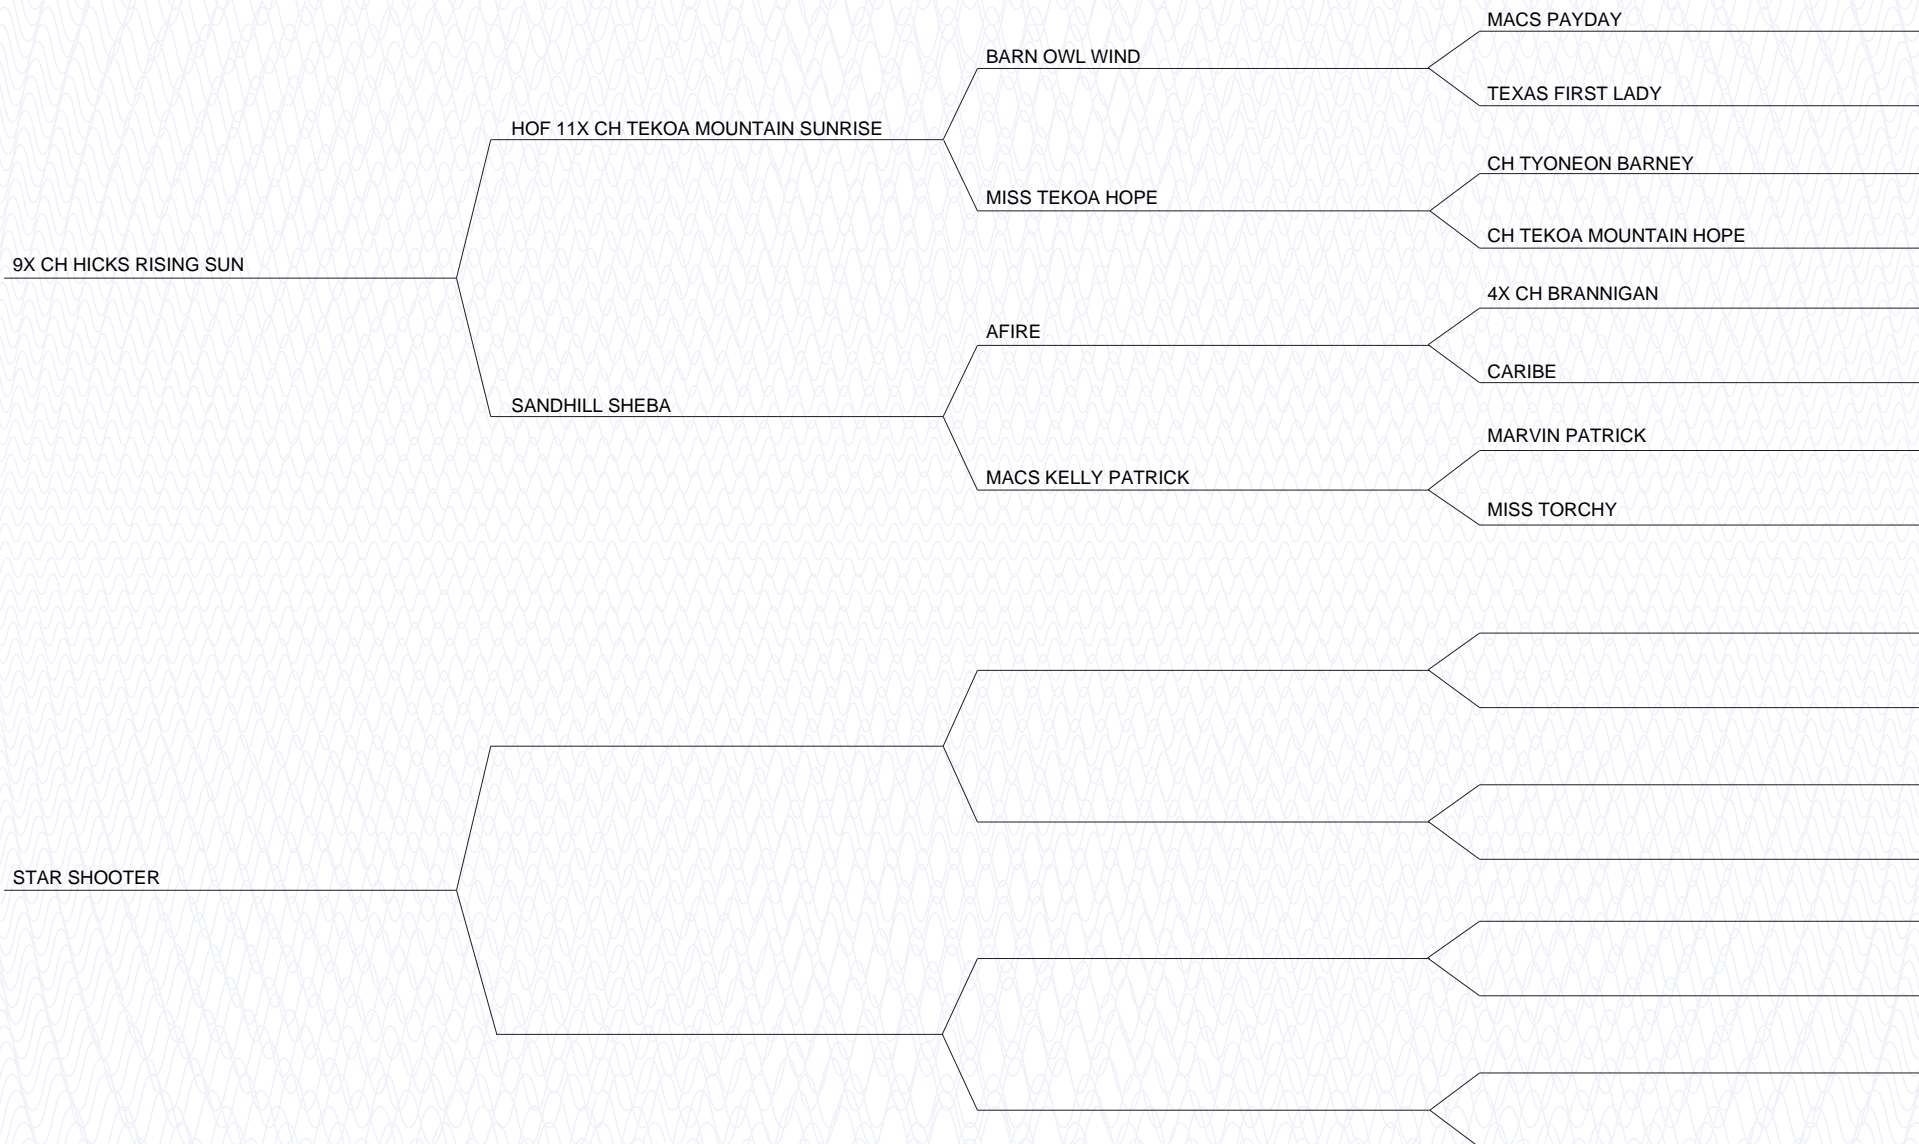 MACS PAYDAY
BARN OWL WIND
TEXAS FIRST LADY
HOF 11X CH TEKOA MOUNTAIN SUNRISE
CH TYONEON BARNEY
MISS TEKOA HOPE
CH TEKOA MOUNTAIN HOPE
9X CH HICKS RISING SUN
4X CH BRANNIGAN
AFIRE
CARIBE
SANDHILL SHEBA
MARVIN PATRICK
MACS KELLY PATRICK
MISS TORCHY
STAR SHOOTER